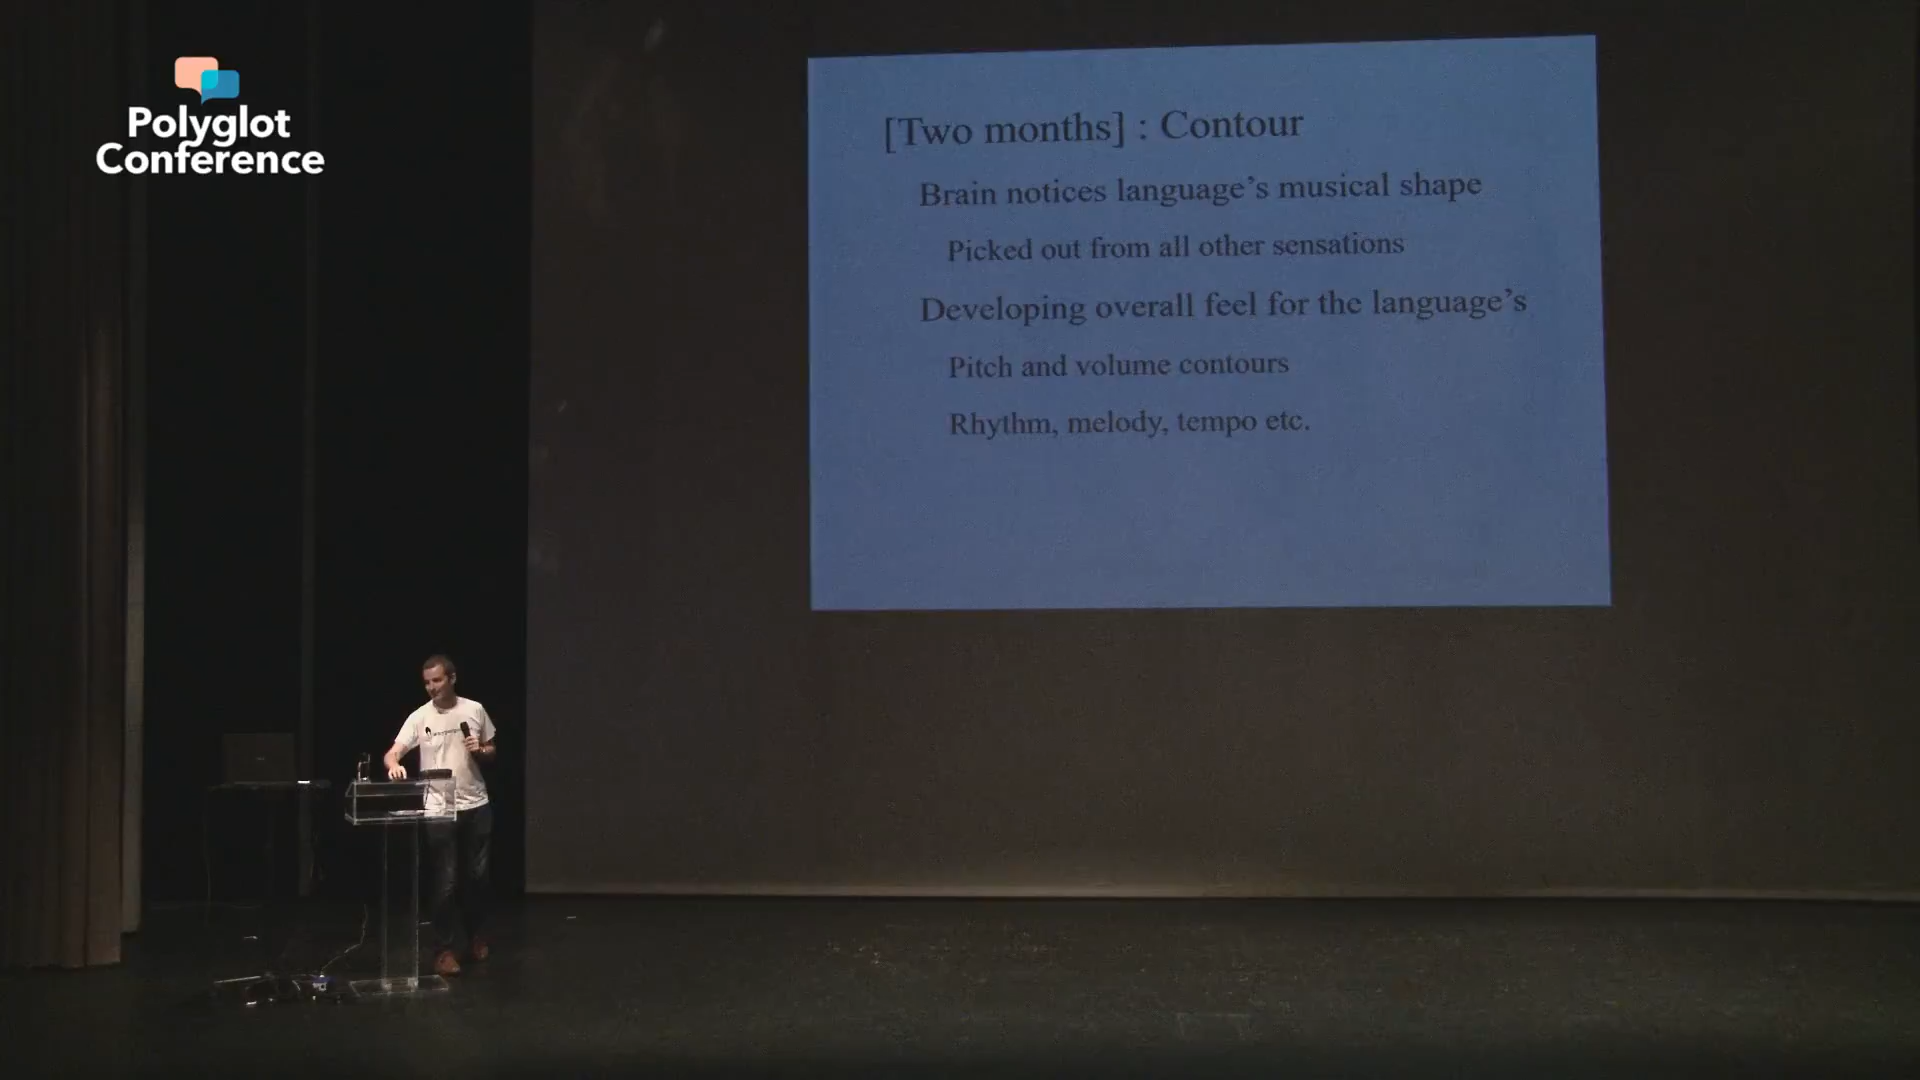 Polyglot
Conference
[Two months] : Contour
Brain notices language's musical shape
Picked out from all other sensations
Developing overall feel for the language's
Pitch and volume contours
Rhythm, melody, tempo etc.